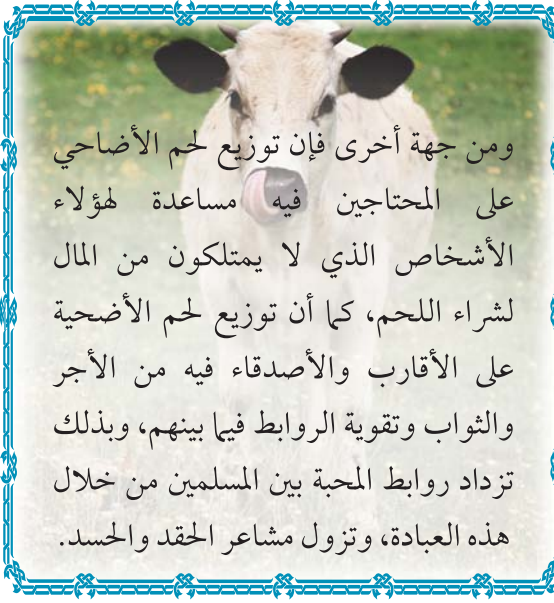 ومن جهة أخرى فإن توزيع لحم الأضاحي
على المحتاجين فيه مساعدة لهؤلاء
الأشخاص الذي لا يمتلكون من المال
لشراء اللحم، كما أن توزيع لحم الأضحية
على الأقارب والأصدقاء فيه من الأجر
والثواب وتقوية الروابط فيما بينهم، وبذلك
تزداد روابط المحبة بين المسلمين من خلال
هذه العبادة، وتزول مشاعر الحقد والحسد.